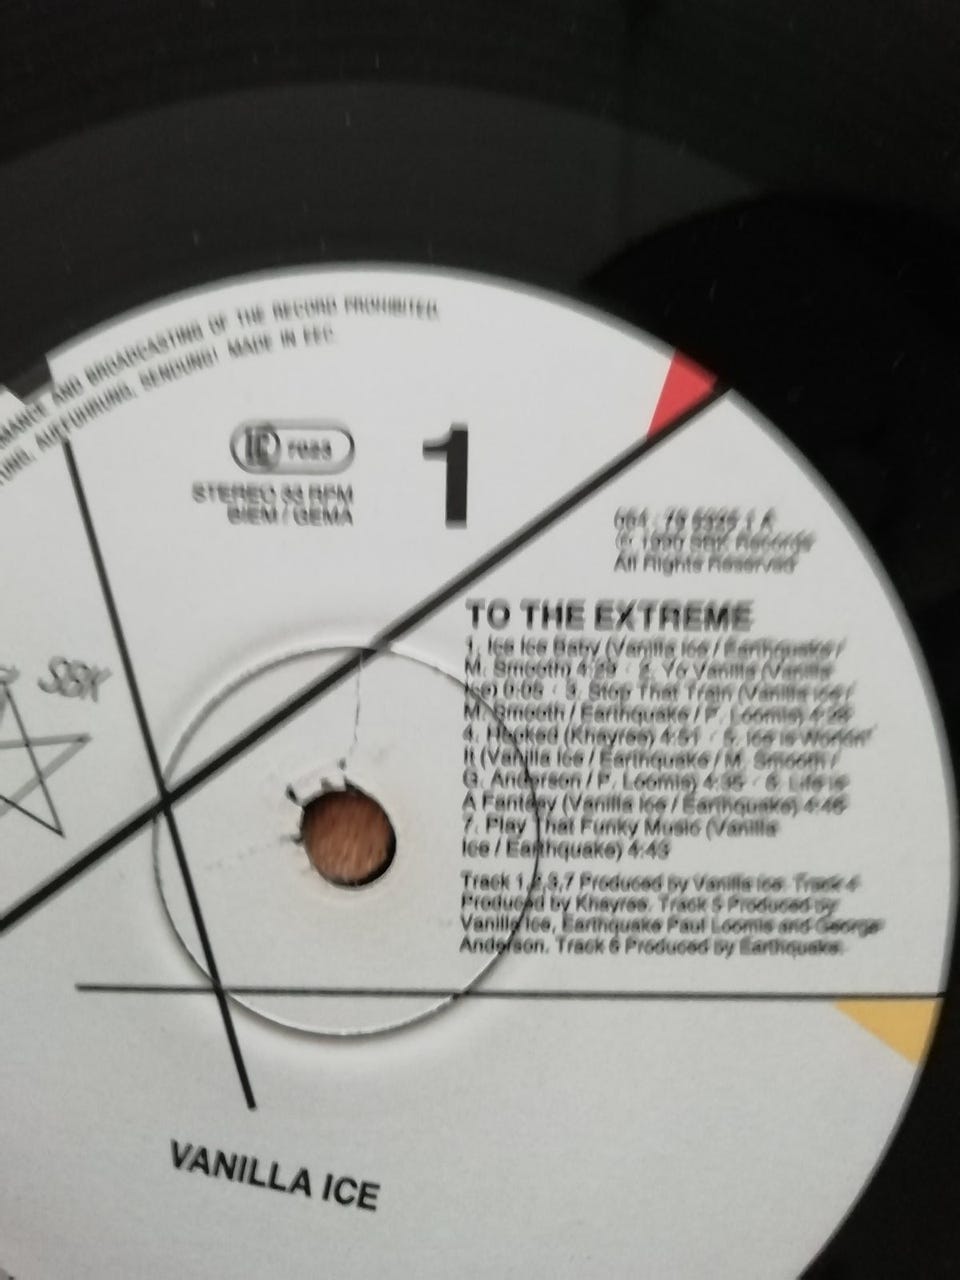 MANCE AND BROADCASTING OF THE RECORD PROHIBITED.
AUFFÜHRUNG, SENDUNG! MADE IN EEC.
LC 7023
1
STEREO 33 RPM
BIEM / GEMA
℗ 1990 SBK Records
All Rights Reserved
SBK
TO THE EXTREME
1. Ice Ice Baby (Vanilla Ice / Earthquake /
M. Smooth) 4:29 · 2. Yo Vanilla (Vanilla
Ice) 0:05 · 3. Stop That Train (Vanilla Ice /
M. Smooth / Earthquake / P. Loomis) 4:28
4. Hooked (Khayree) 4:51 · 5. Ice is Workin'
It (Vanilla Ice / Earthquake / M. Smooth /
G. Anderson / P. Loomis) 4:35 · 6. Life is
A Fantasy (Vanilla Ice / Earthquake) 4:46
7. Play That Funky Music (Vanilla
Ice / Earthquake) 4:43
Track 1,2,3,7 Produced by Vanilla Ice. Track 4
Produced by Khayree. Track 5 Produced by
Vanilla Ice, Earthquake Paul Loomis and George
Anderson. Track 6 Produced by Earthquake.
VANILLA ICE